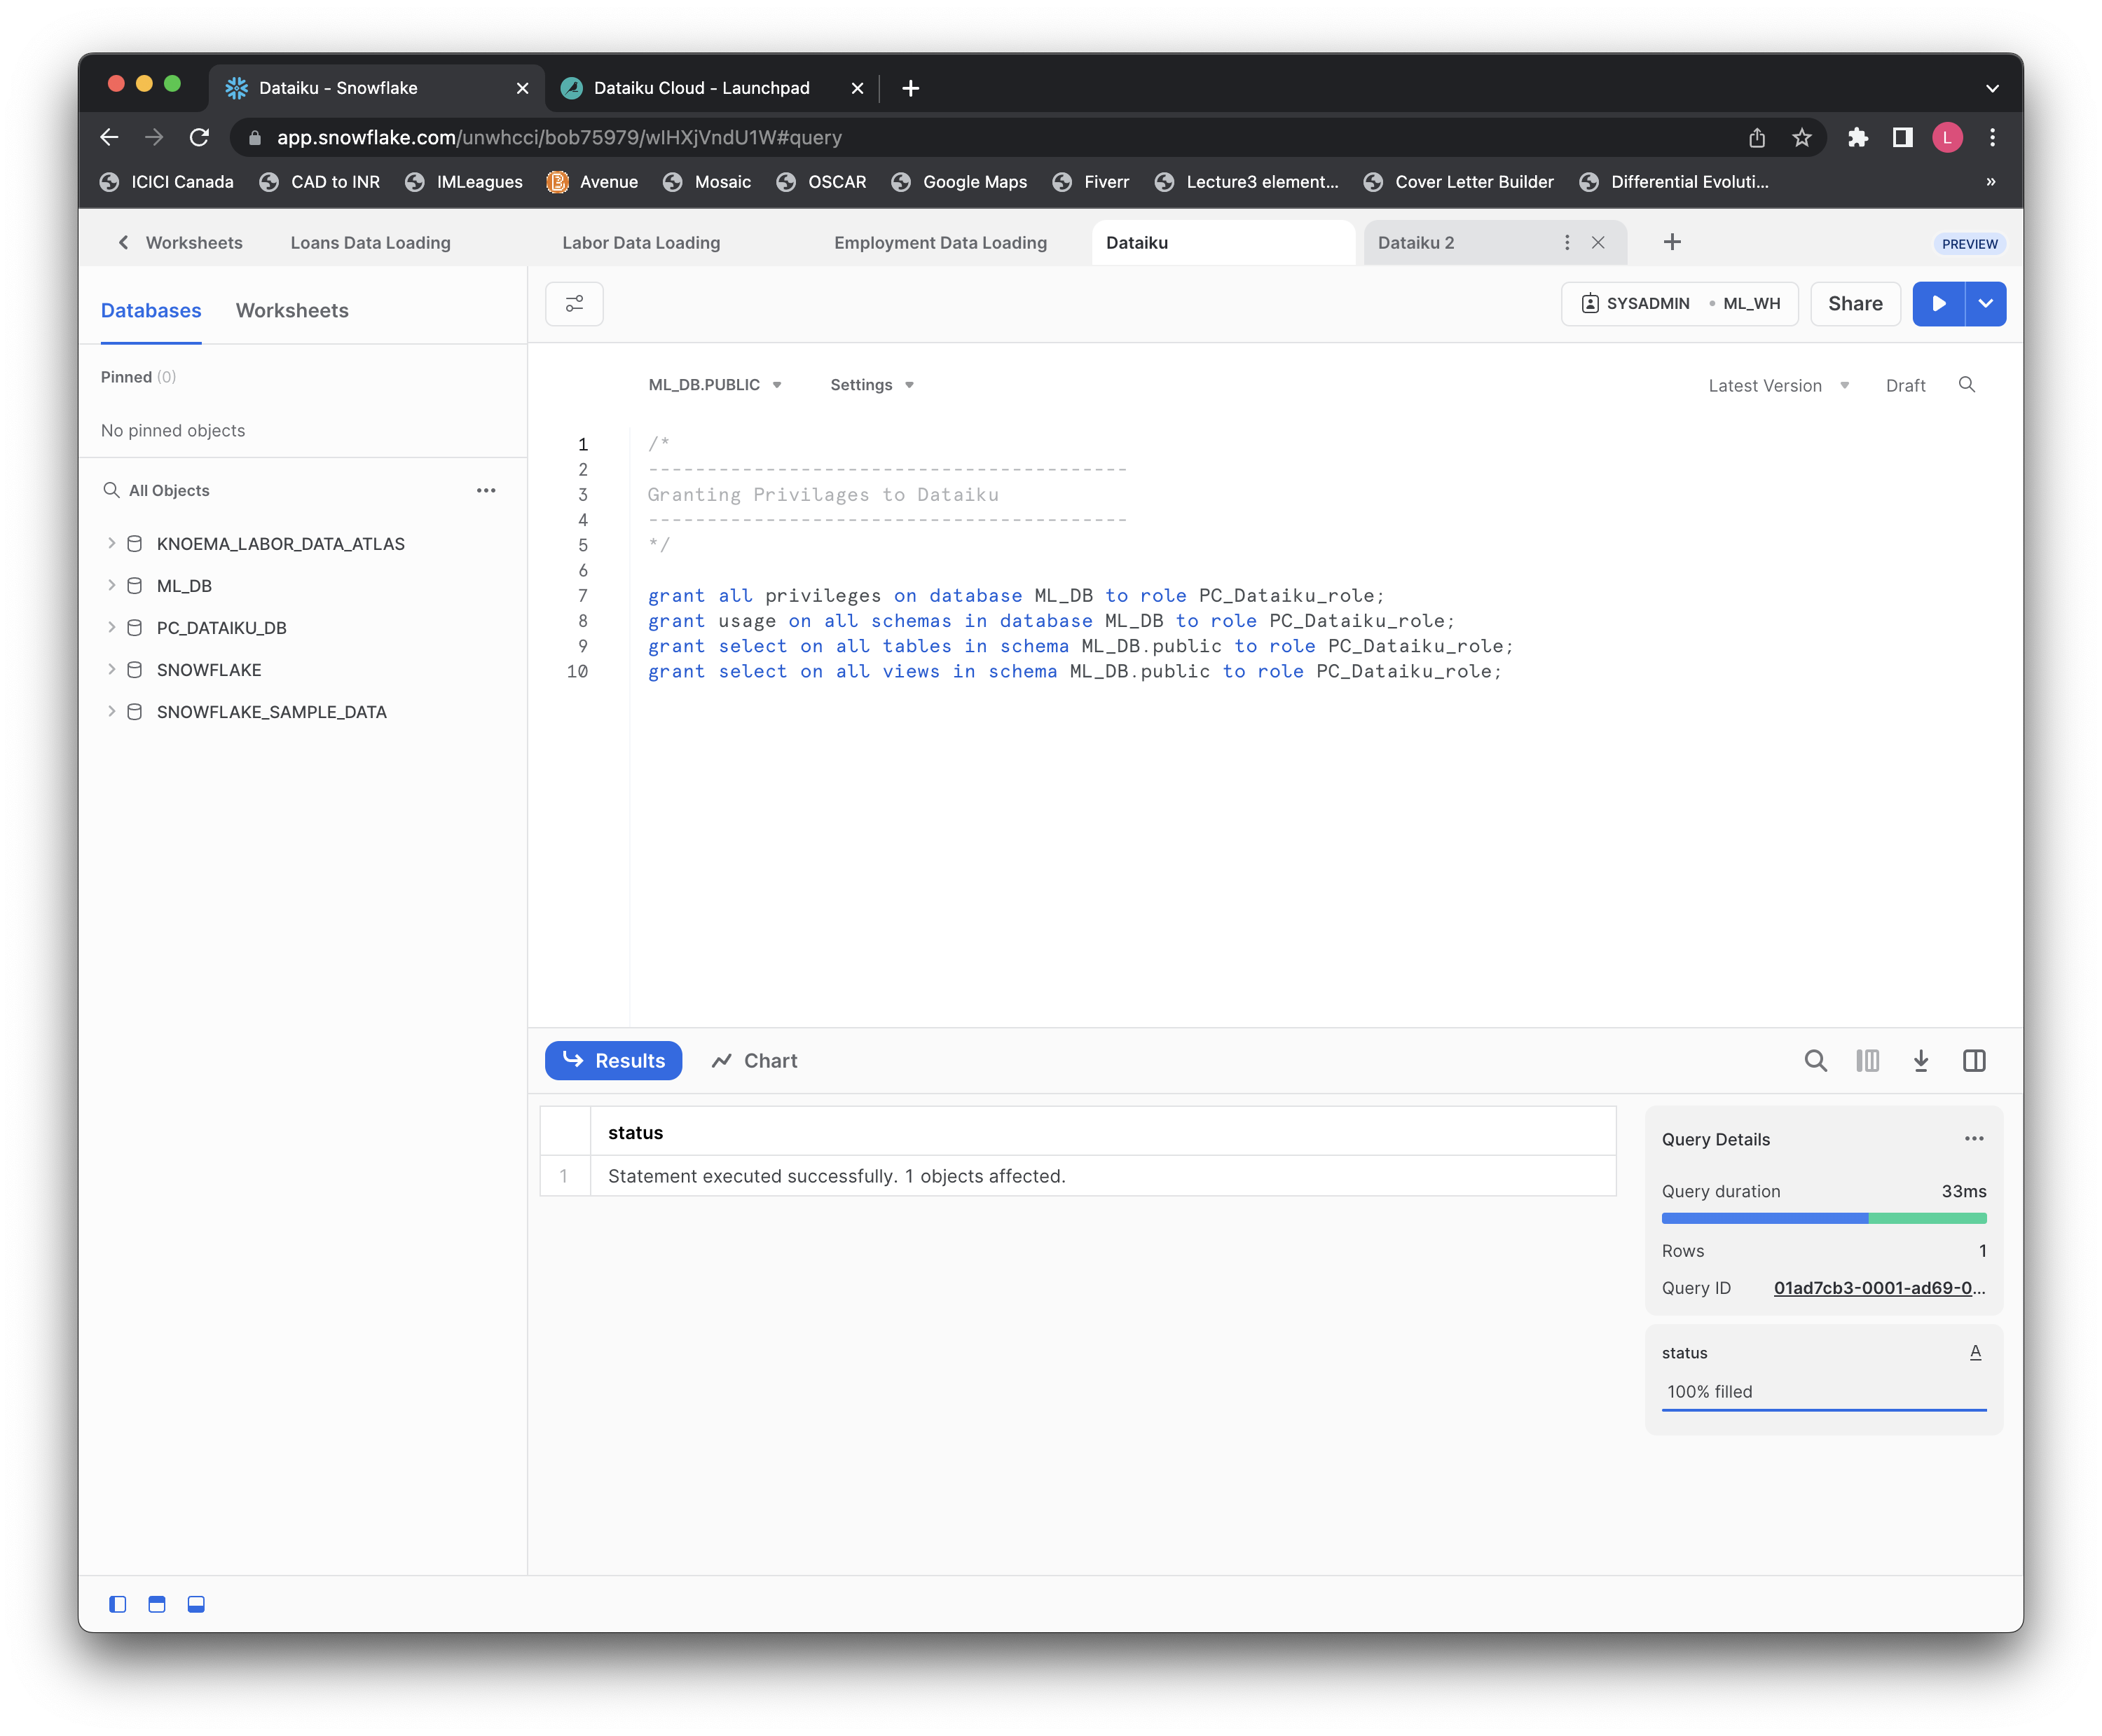 Dataiku - Snowflake
Dataiku Cloud - Launchpad
app.snowflake.com/unwhcci/bob75979/wIHXjVndU1W#query
L
ICICI Canada
CAD to INR
IMLeagues
Avenue
Mosaic
OSCAR
Google Maps
Fiverr
Lecture3 element...
Cover Letter Builder
Differential Evoluti...
»
Worksheets
Loans Data Loading
Labor Data Loading
Employment Data Loading
Dataiku
Dataiku 2
PREVIEW
Databases
Worksheets
SYSADMIN • ML_WH
Share
Pinned (0)
No pinned objects
All Objects
KNOEMA_LABOR_DATA_ATLAS
ML_DB
PC_DATAIKU_DB
SNOWFLAKE
SNOWFLAKE_SAMPLE_DATA
ML_DB.PUBLIC
Settings
Latest Version
Draft
1 /*
2 -----------------------------------------
3 Granting Privilages to Dataiku
4 -----------------------------------------
5 */
6
7 grant all privileges on database ML_DB to role PC_Dataiku_role;
8 grant usage on all schemas in database ML_DB to role PC_Dataiku_role;
9 grant select on all tables in schema ML_DB.public to role PC_Dataiku_role;
10 grant select on all views in schema ML_DB.public to role PC_Dataiku_role;
Results
Chart
status
1 Statement executed successfully. 1 objects affected.
Query Details
Query duration 33ms
Rows 1
Query ID 01ad7cb3-0001-ad69-0...
status A
100% filled